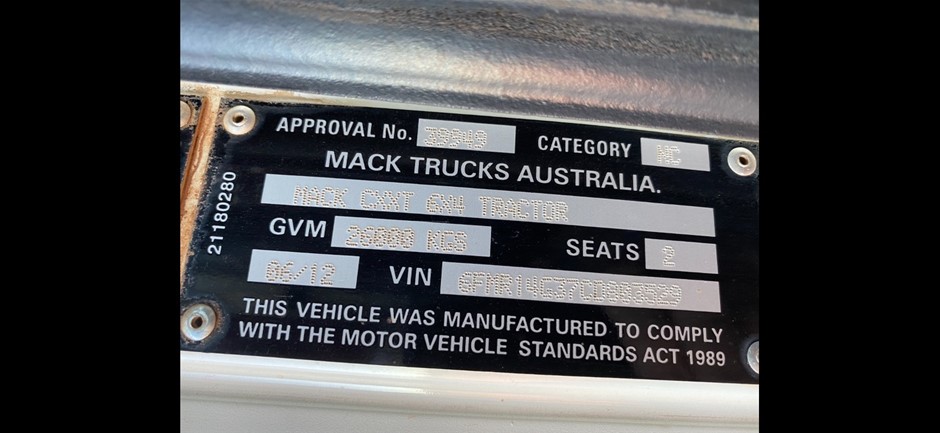 APPROVAL No. 39949 CATEGORY NC
MACK TRUCKS AUSTRALIA.
MACK CXXT 6X4 TRACTOR
GVM 26000 KGS SEATS 2
06/12 VIN
THIS VEHICLE WAS MANUFACTURED TO COMPLY
WITH THE MOTOR VEHICLE STANDARDS ACT 1989
21180280